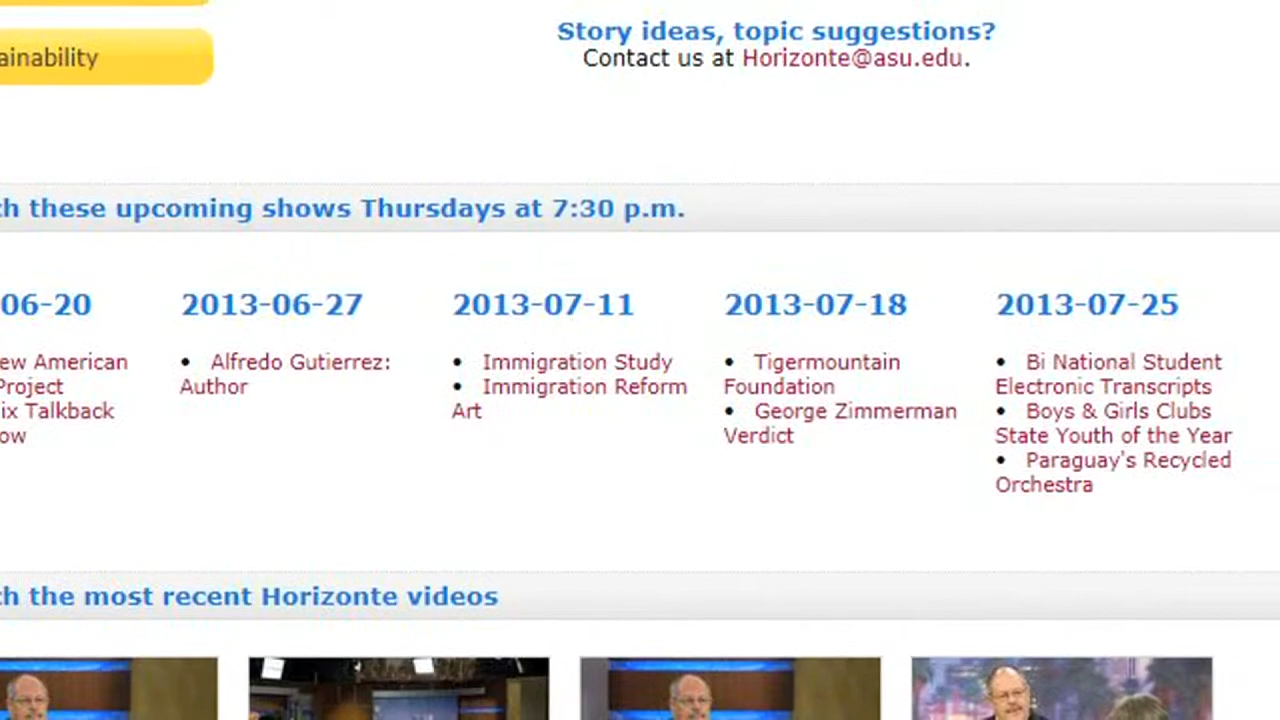 ainability
Story ideas, topic suggestions?
Contact us at Horizonte@asu.edu.
these upcoming shows Thursdays at 7:30 p.m.
06-20
ew American
Project
ix Talkback
ow
2013-06-27
• Alfredo Gutierrez:
Author
2013-07-11
• Immigration Study
• Immigration Reform
Art
2013-07-18
• Tigermountain
Foundation
• George Zimmerman
Verdict
2013-07-25
• Bi National Student
Electronic Transcripts
• Boys & Girls Clubs
State Youth of the Year
• Paraguay's Recycled
Orchestra
the most recent Horizonte videos